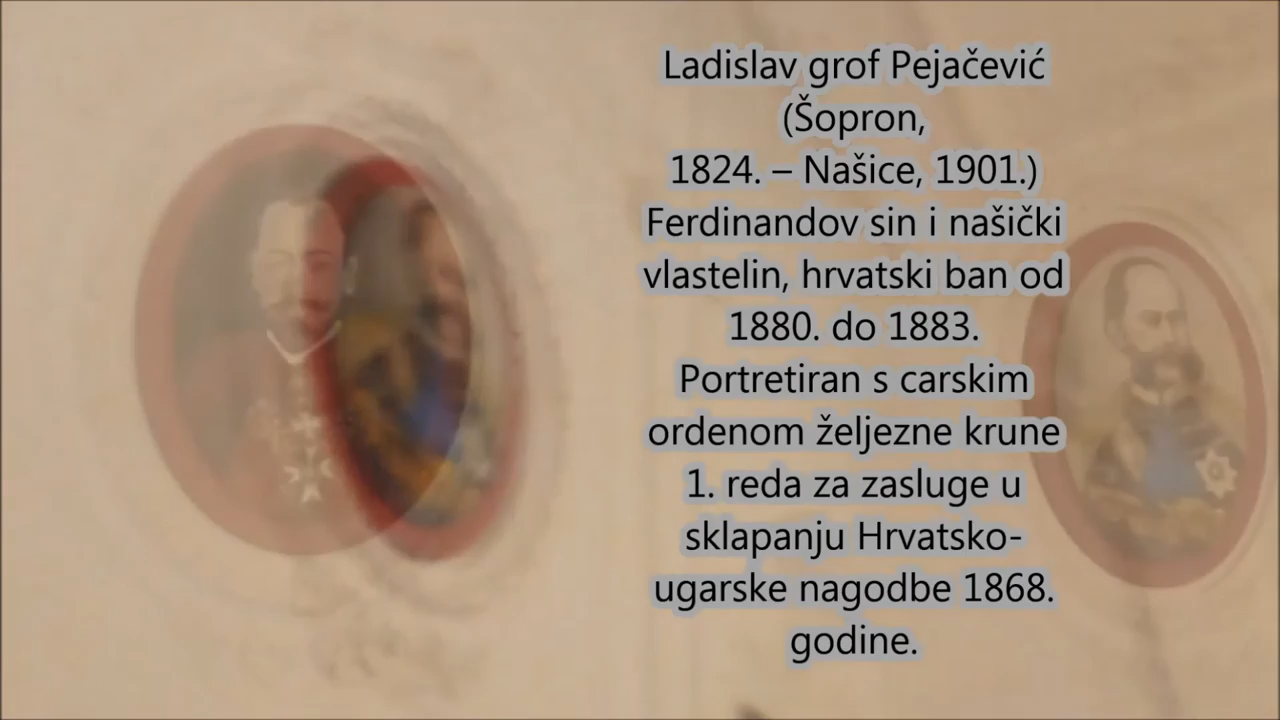 Ladislav grof Pejačević
(Šopron,
1824. – Našice, 1901.)
Ferdinandov sin i našički
vlastelin, hrvatski ban od
1880. do 1883.
Portretiran s carskim
ordenom željezne krune
1. reda za zasluge u
sklapanju Hrvatsko-
ugarske nagodbe 1868.
godine.